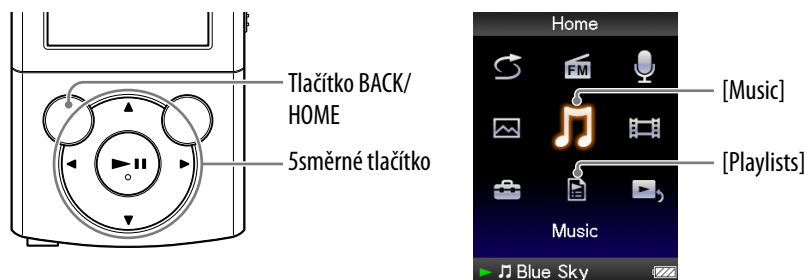 Tlačítko BACK/
HOME
5směrné tlačítko
Home
FM
[Music]
[Playlists]
Music
Blue Sky